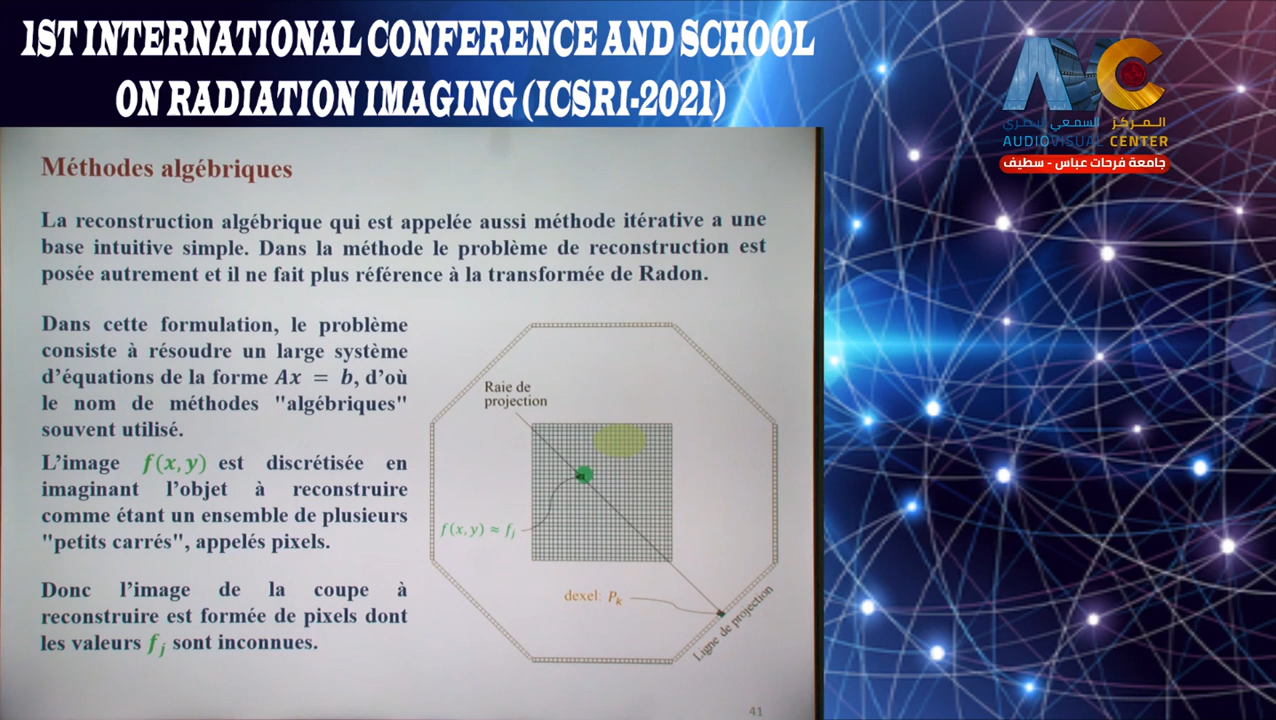 1ST INTERNATIONAL CONFERENCE AND SCHOOL
ON RADIATION IMAGING (ICSRI-2021)
المركز السمعي البصري
AUDIOVISUAL CENTER
جامعة فرحات عباس - سطيف
Méthodes algébriques
La reconstruction algébrique qui est appelée aussi méthode itérative a une
base intuitive simple. Dans la méthode le problème de reconstruction est
posée autrement et il ne fait plus référence à la transformée de Radon.
Dans cette formulation, le problème
consiste à résoudre un large système
d'équations de la forme Ax = b, d'où
le nom de méthodes "algébriques"
souvent utilisé.
L'image f(x,y) est discrétisée en
imaginant l'objet à reconstruire
comme étant un ensemble de plusieurs
"petits carrés", appelés pixels.
Donc l'image de la coupe à
reconstruire est formée de pixels dont
les valeurs f_j sont inconnues.
Raie de
projection
f(x,y) ≈ f_j
dexel: P_k
Ligne de projection
41